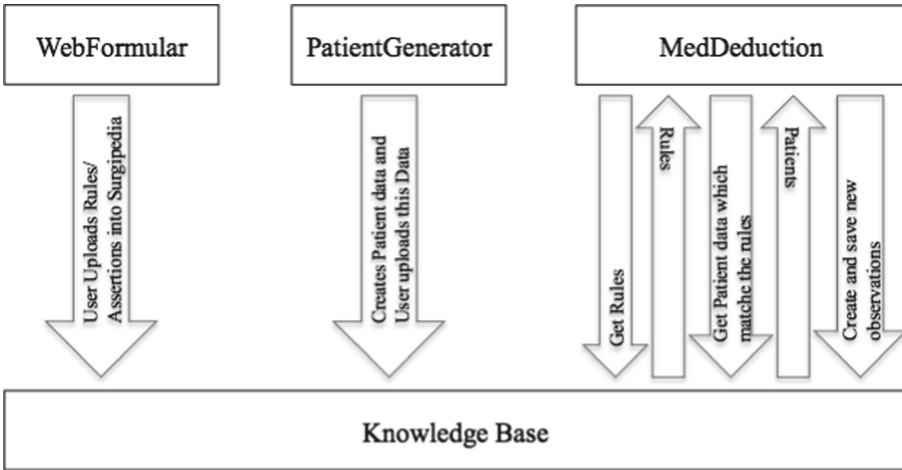 WebFormular
PatientGenerator
MedDeduction
User Uploads Rules/
Assertions into Surgipedia
Creates Patient data and
User uploads this Data
Get Rules
Rules
Get Patient data which
matche the rules
Patients
Create and save new
observations
Knowledge Base